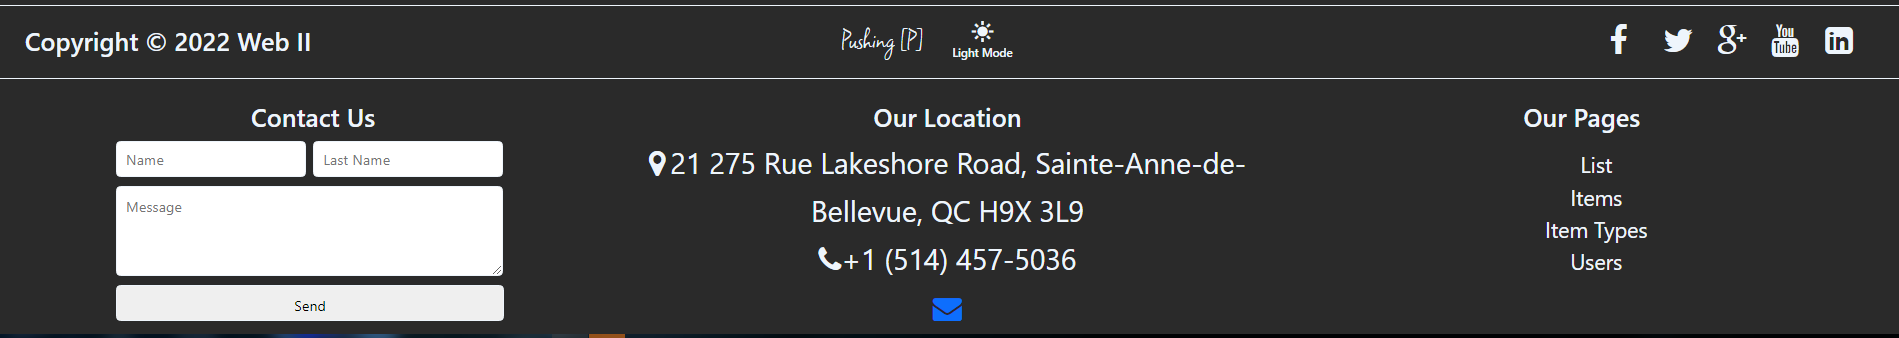 Copyright © 2022 Web II
Pushing [P]
Light Mode
You
Tube
Contact Us
Name
Last Name
Message
Send
Our Location
21 275 Rue Lakeshore Road, Sainte-Anne-de-
Bellevue, QC H9X 3L9
+1 (514) 457-5036
Our Pages
List
Items
Item Types
Users